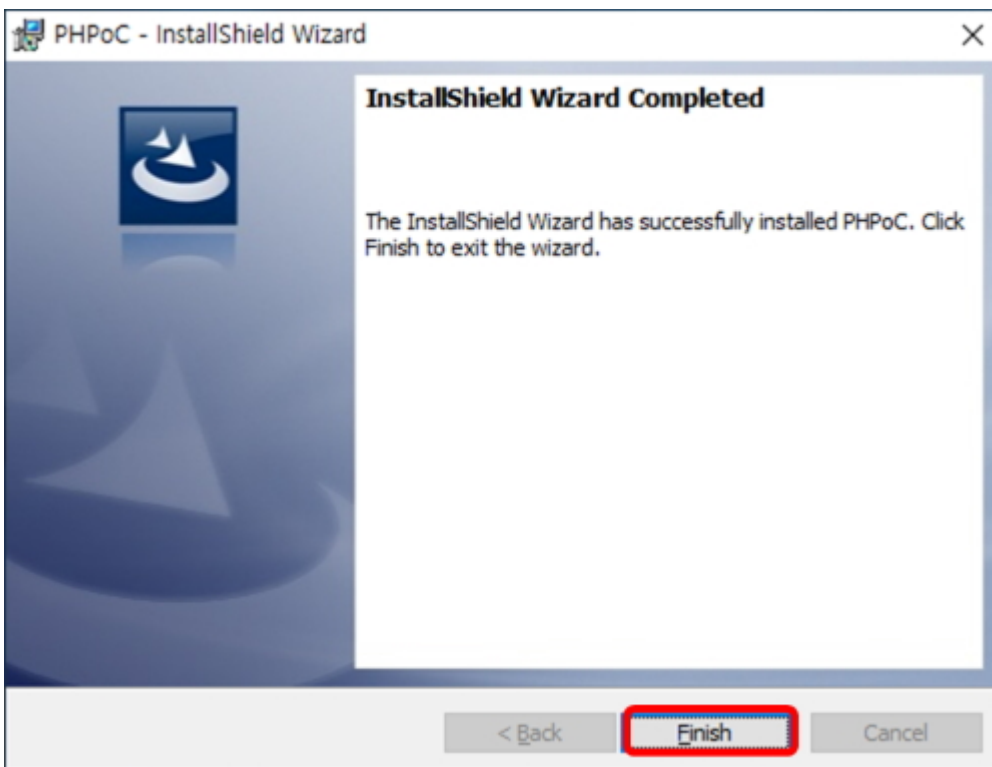 PHPoC - InstallShield Wizard
InstallShield Wizard Completed
The InstallShield Wizard has successfully installed PHPoC. Click
Finish to exit the wizard.
< Back
Finish
Cancel